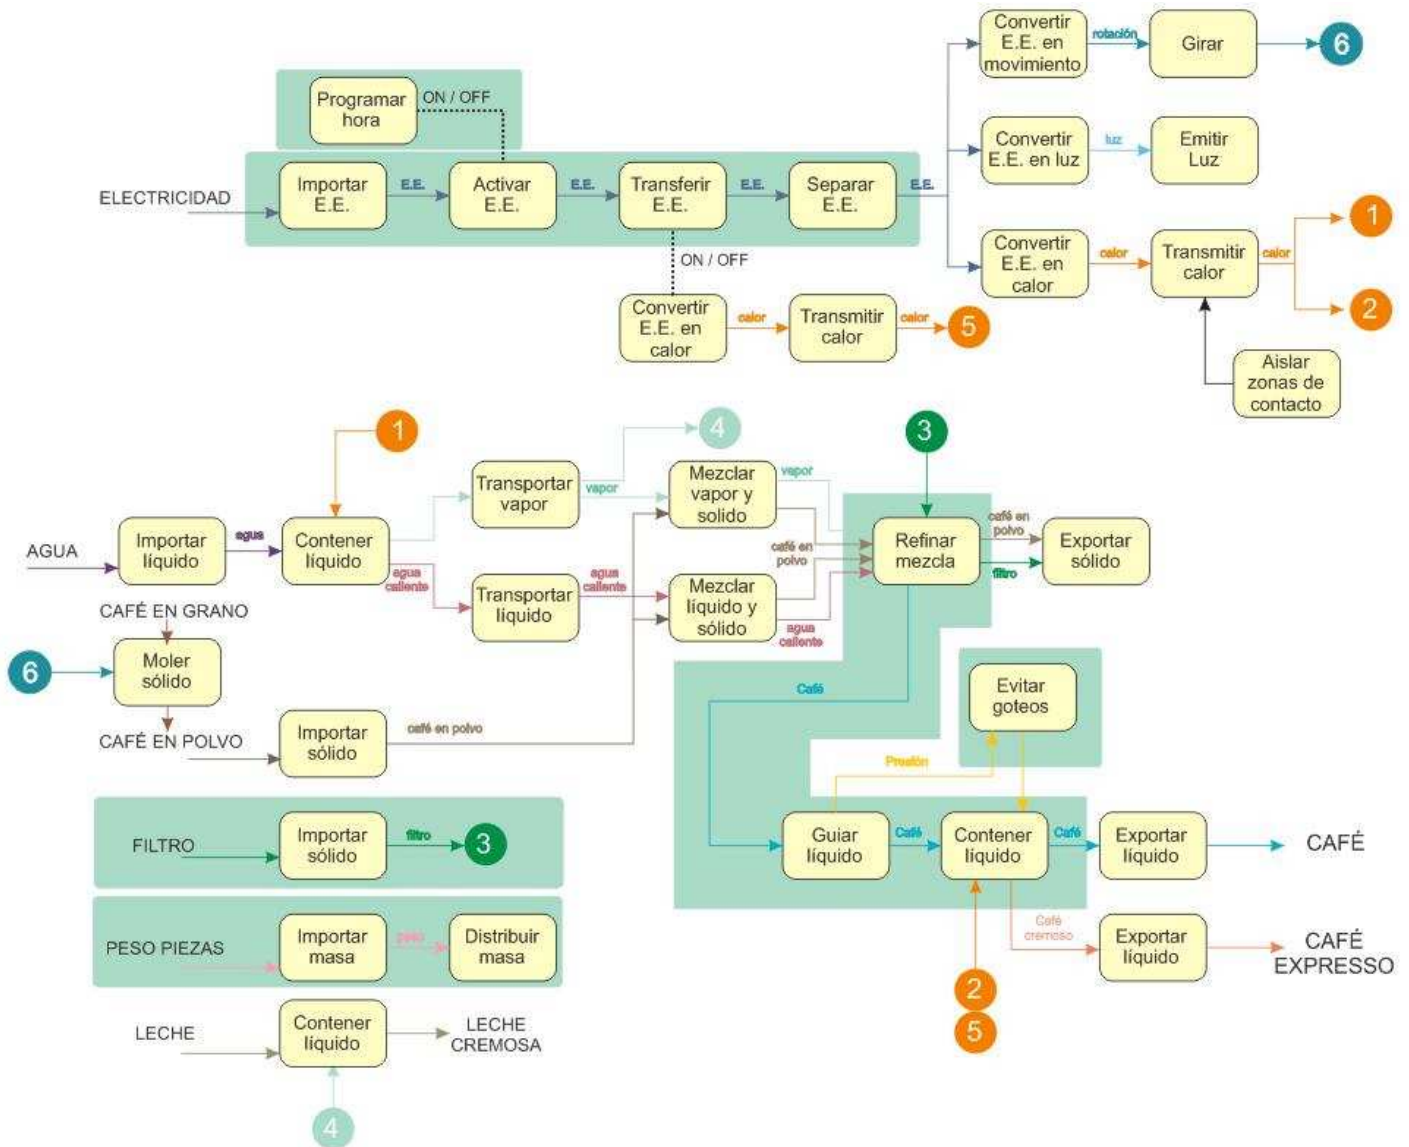 Convertir
E.E. en
movimiento
rotación
Girar
6
Programar
hora
ON / OFF
Convertir
E.E. en luz
luz
Emitir
Luz
ELECTRICIDAD
Importar
E.E.
E.E.
Activar
E.E.
E.E.
Transferir
E.E.
E.E.
Separar
E.E.
E.E.
Convertir
E.E. en
calor
calor
Transmitir
calor
calor
1
2
ON / OFF
Convertir
E.E. en
calor
calor
Transmitir
calor
calor
5
Aislar
zonas de
contacto
1
4
3
Transportar
vapor
vapor
Mezclar
vapor y
solido
vapor
AGUA
Importar
líquido
agua
Contener
líquido
agua
caliente
Transportar
líquido
agua
caliente
Mezclar
líquido y
sólido
café en
polvo
agua
caliente
Refinar
mezcla
café en
polvo
filtro
Exportar
sólido
CAFÉ EN GRANO
6
Moler
sólido
CAFÉ EN POLVO
Importar
sólido
café en polvo
Café
Evitar
goteos
Presión
FILTRO
Importar
sólido
filtro
3
Guiar
líquido
Café
Contener
líquido
Café
Exportar
líquido
CAFÉ
PESO PIEZAS
Importar
masa
peso
Distribuir
masa
Café
cremoso
Exportar
líquido
CAFÉ
EXPRESSO
2
5
LECHE
Contener
líquido
LECHE
CREMOSA
4